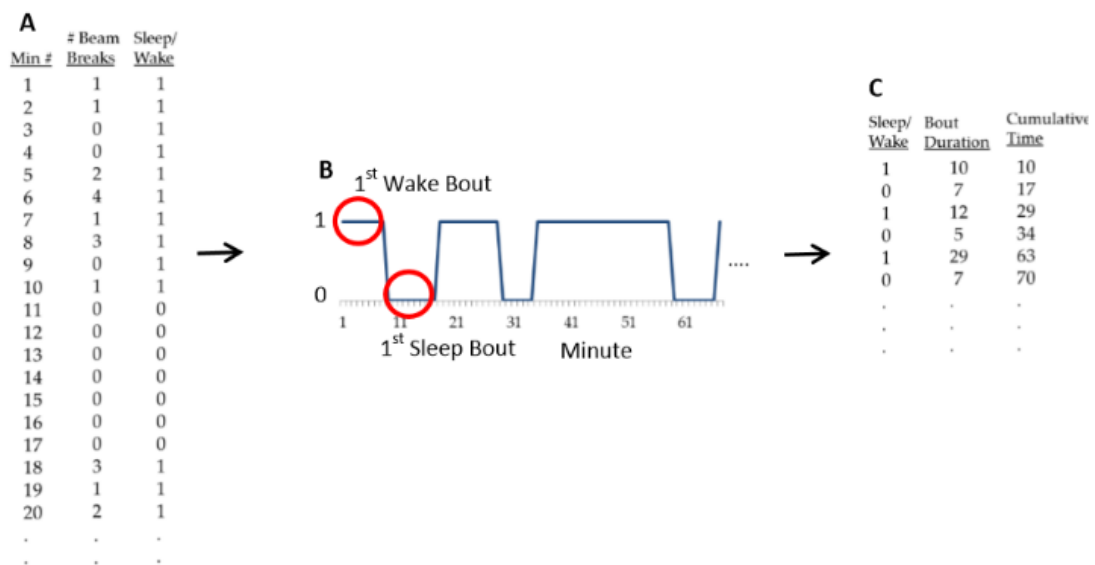 A
# Beam Sleep/
Min # Breaks Wake
1 1 1
2 1 1
3 0 1
4 0 1
5 2 1
6 4 1
7 1 1
8 3 1
9 0 1
10 1 1
11 0 0
12 0 0
13 0 0
14 0 0
15 0 0
16 0 0
17 0 0
18 3 1
19 1 1
20 2 1
. . .
. . .
B
1st Wake Bout
1
0
....
1 11 21 31 41 51 61
1st Sleep Bout Minute
C
Sleep/ Bout Cumulative
Wake Duration Time
1 10 10
0 7 17
1 12 29
0 5 34
1 29 63
0 7 70
. . .
. . .
. . .